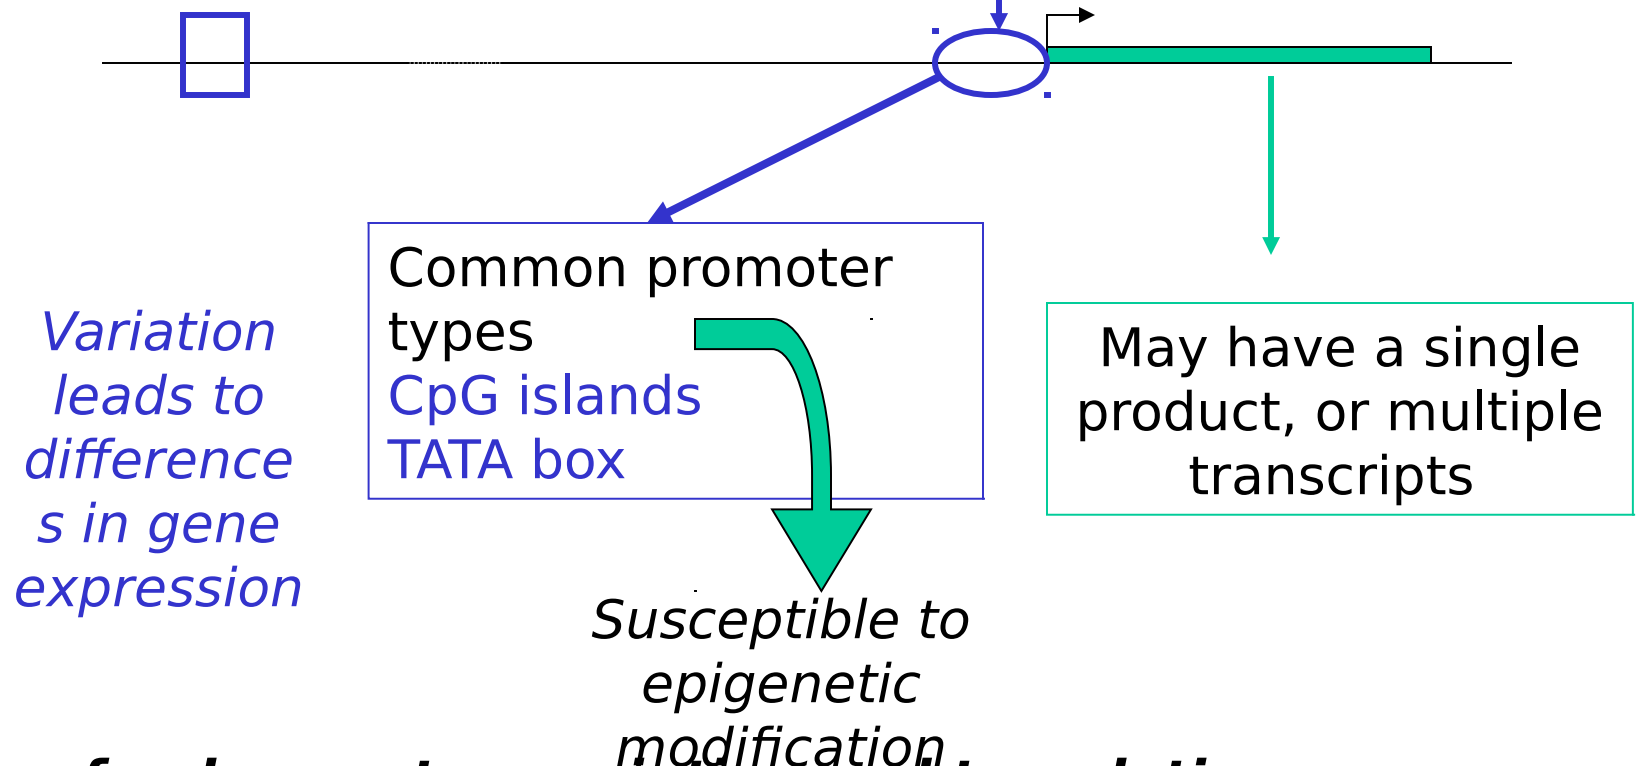 Common promoter
types
CpG islands
TATA box
Variation
leads to
difference
s in gene
expression
May have a single
product, or multiple
transcripts
Susceptible to
epigenetic
modification